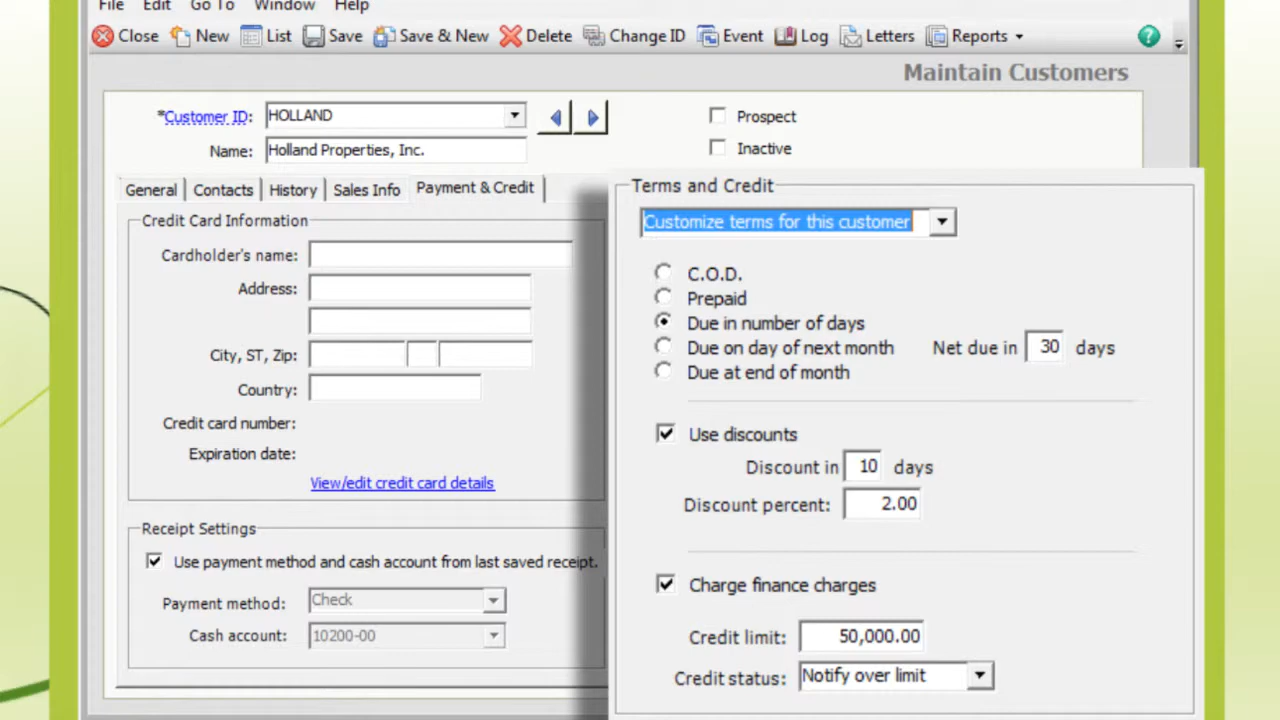 File Edit Go To Window Help
Close New List Save Save & New Delete Change ID Event Log Letters Reports ?
Maintain Customers
*Customer ID: HOLLAND
Prospect
Name: Holland Properties, Inc.
Inactive
General Contacts History Sales Info Payment & Credit
Credit Card Information
Cardholder's name:
Address:
City, ST, Zip:
Country:
Credit card number:
Expiration date:
View/edit credit card details
Receipt Settings
Use payment method and cash account from last saved receipt.
Payment method: Check
Cash account: 10200-00
Terms and Credit
Customize terms for this customer
C.O.D.
Prepaid
Due in number of days
Due on day of next month Net due in 30 days
Due at end of month
Use discounts
Discount in 10 days
Discount percent: 2.00
Charge finance charges
Credit limit: 50,000.00
Credit status: Notify over limit